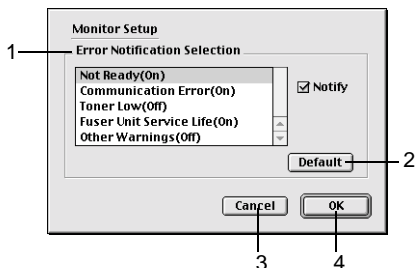 Monitor Setup
1
Error Notification Selection
Not Ready(On)
Communication Error(On)
Toner Low(Off)
Fuser Unit Service Life(On)
Other Warnings(Off)
Notify
Default
2
Cancel
OK
3
4